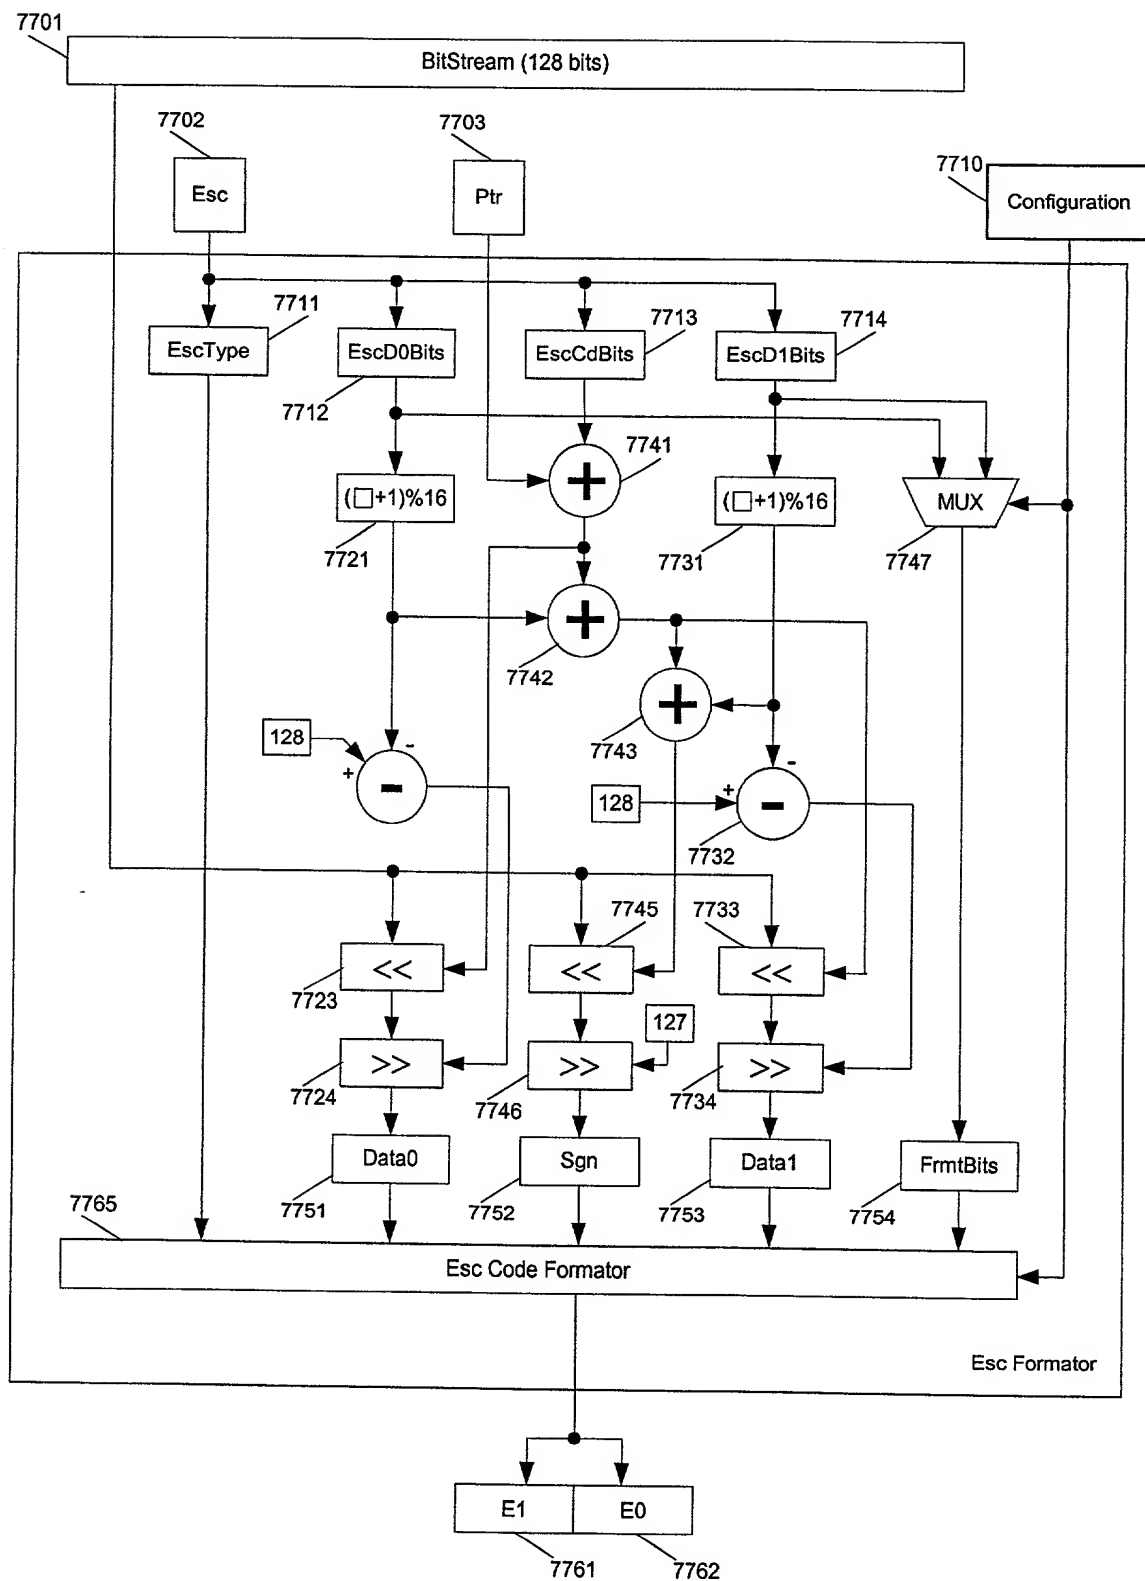 7701
BitStream (128 bits)
7702
7703
7710
Esc
Ptr
Configuration
7711
7713
7714
EscType
EscD0Bits
EscCdBits
EscD1Bits
7712
7741
+
(□+1)%16
(□+1)%16
MUX
7721
7731
7747
+
7742
+
7743
128
-
+
-
128
+
-
-
7732
7745
7733
<<
<<
<<
7723
127
>>
>>
>>
7724
7746
7734
Data0
Sgn
Data1
FrmtBits
7751
7752
7753
7754
7765
Esc Code Formator
Esc Formator
E1
E0
7761
7762